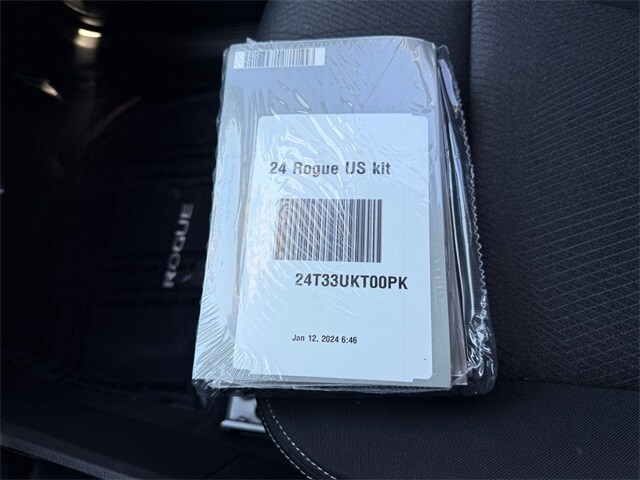 24 Rogue US kit
24T33UKT00PK
Jan 12, 2024 6:46
ROGUE